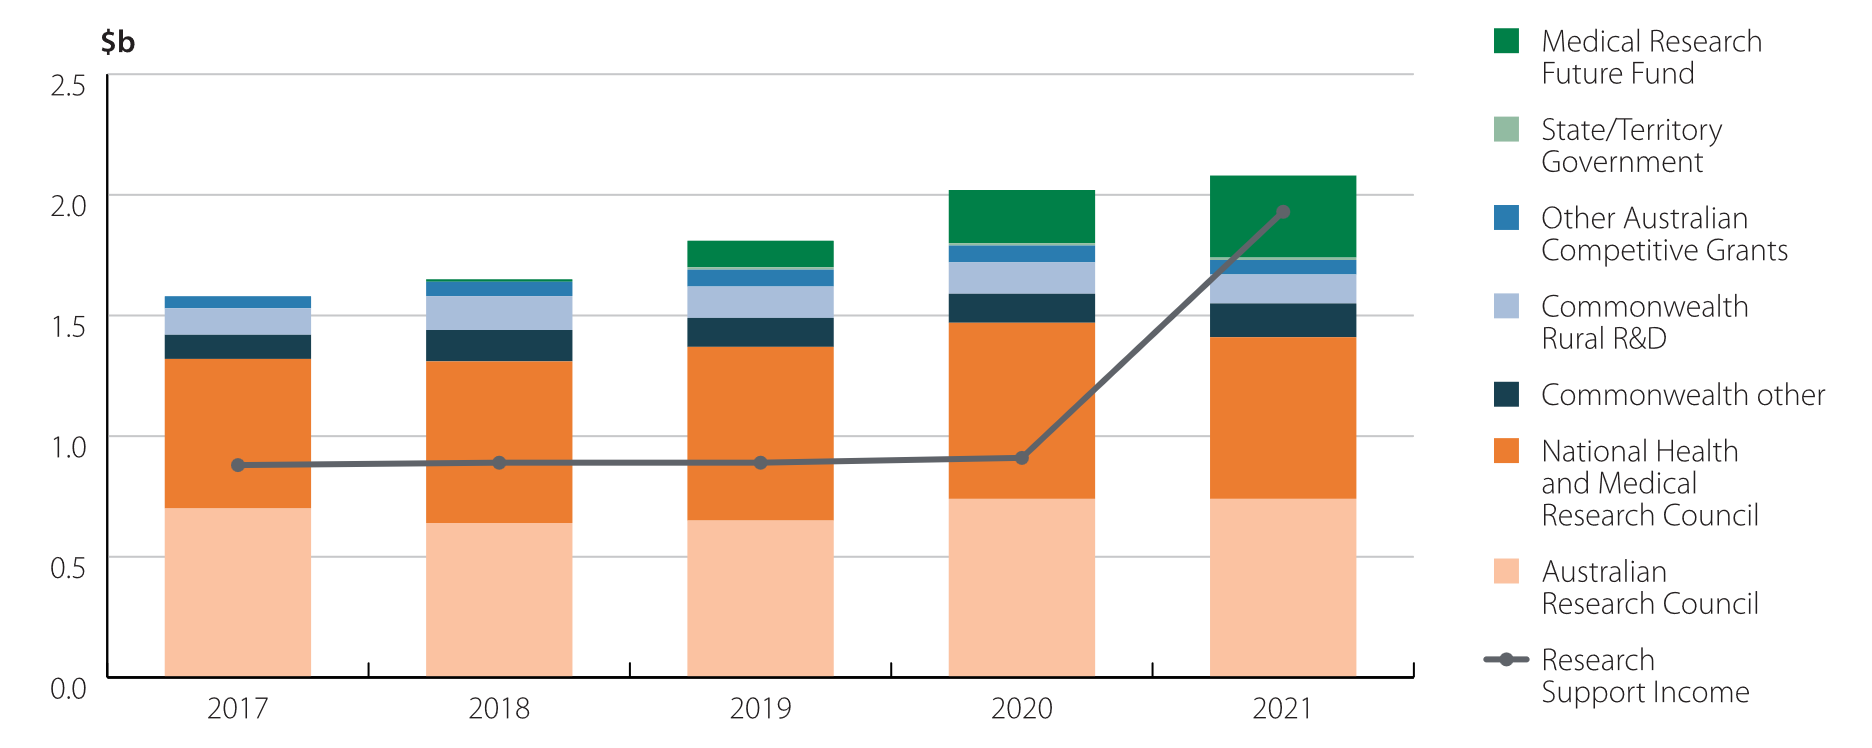 $b
2.5
2.0
1.5
1.0
0.5
0.0
2017
2018
2019
2020
2021
Medical Research
Future Fund
State/Territory
Government
Other Australian
Competitive Grants
Commonwealth
Rural R&D
Commonwealth other
National Health
and Medical
Research Council
Australian
Research Council
Research
Support Income